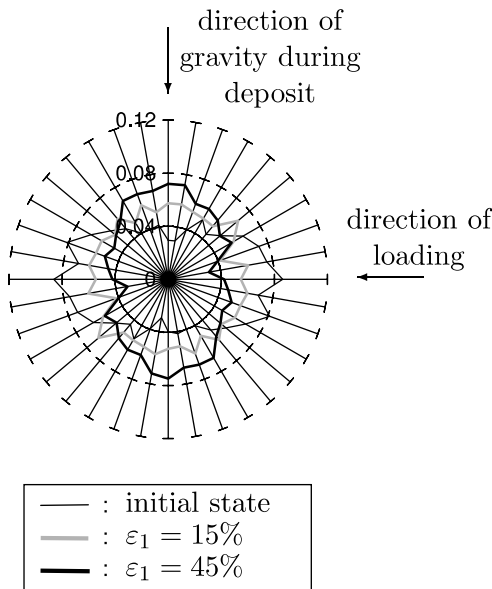 direction of
gravity during
deposit
0.12
0.08
0.04
0
direction of
loading
: initial state
: ε₁ = 15%
: ε₁ = 45%